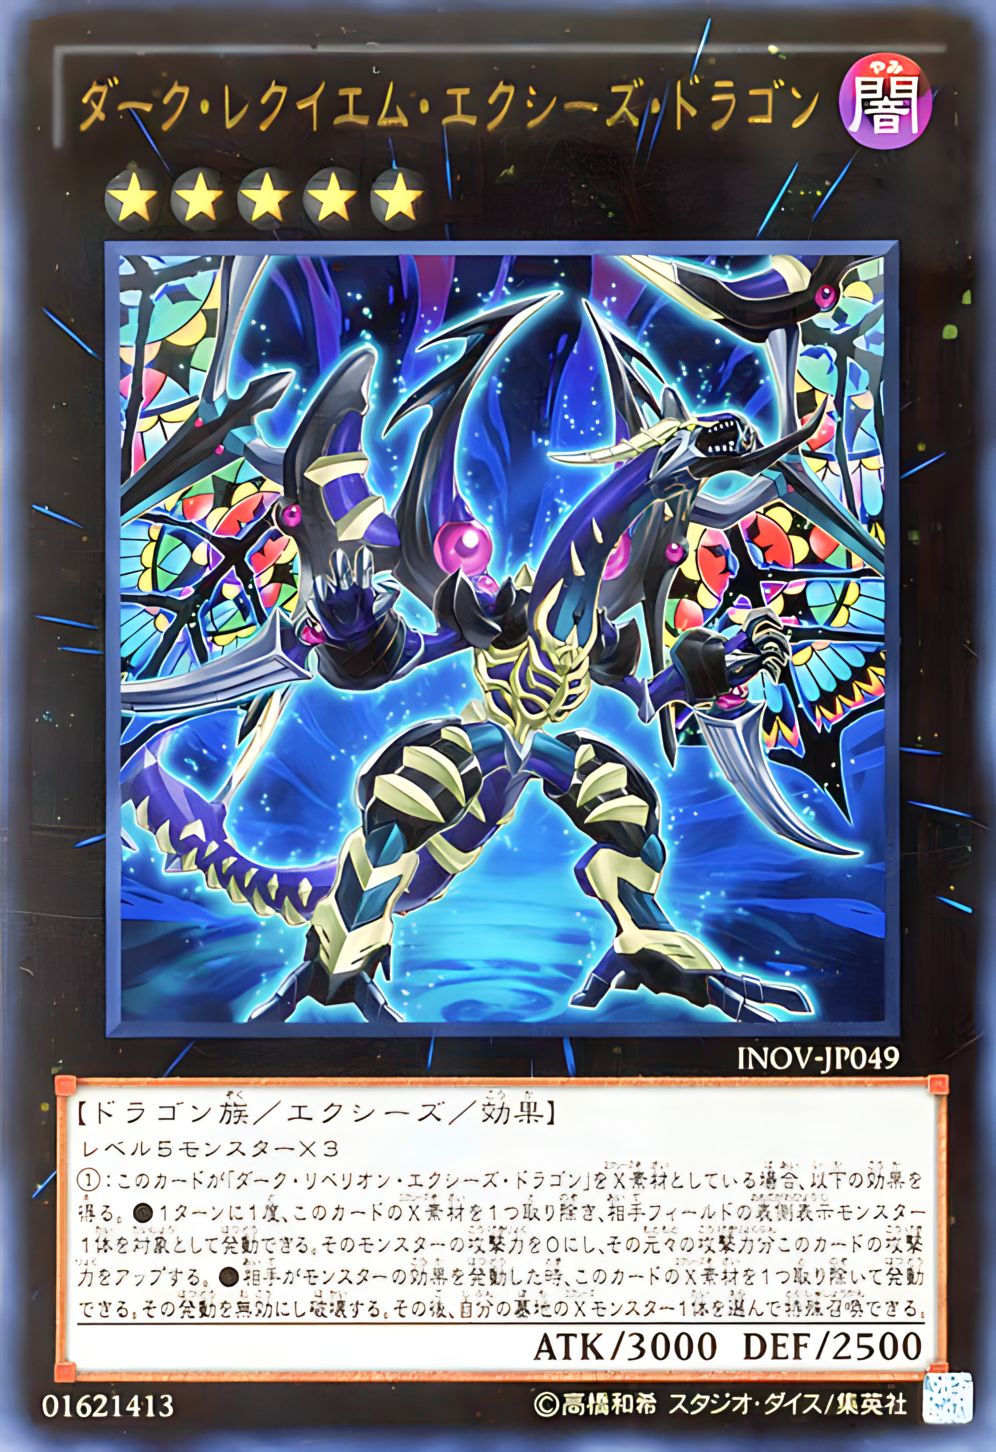 ダーク・レクイエム・エクシーズ・ドラゴン
やみ
闇
INOV-JP049
【ドラゴン族／エクシーズ／効果】
レベル５モンスター×３
①：このカードが「ダーク・リベリオン・エクシーズ・ドラゴン」をX素材としている場合、以下の効果を
得る。●１ターンに１度、このカードのX素材を１つ取り除き、相手フィールドの表側表示モンスター
１体を対象として発動できる。そのモンスターの攻撃力を０にし、その元々の攻撃力分このカードの攻撃
力をアップする。●相手がモンスターの効果を発動した時、このカードのX素材を１つ取り除いて発動
できる。その発動を無効にし破壊する。その後、自分の墓地のXモンスター１体を選んで特殊召喚できる。
ATK/3000 DEF/2500
01621413
©高橋和希 スタジオ・ダイス/集英社